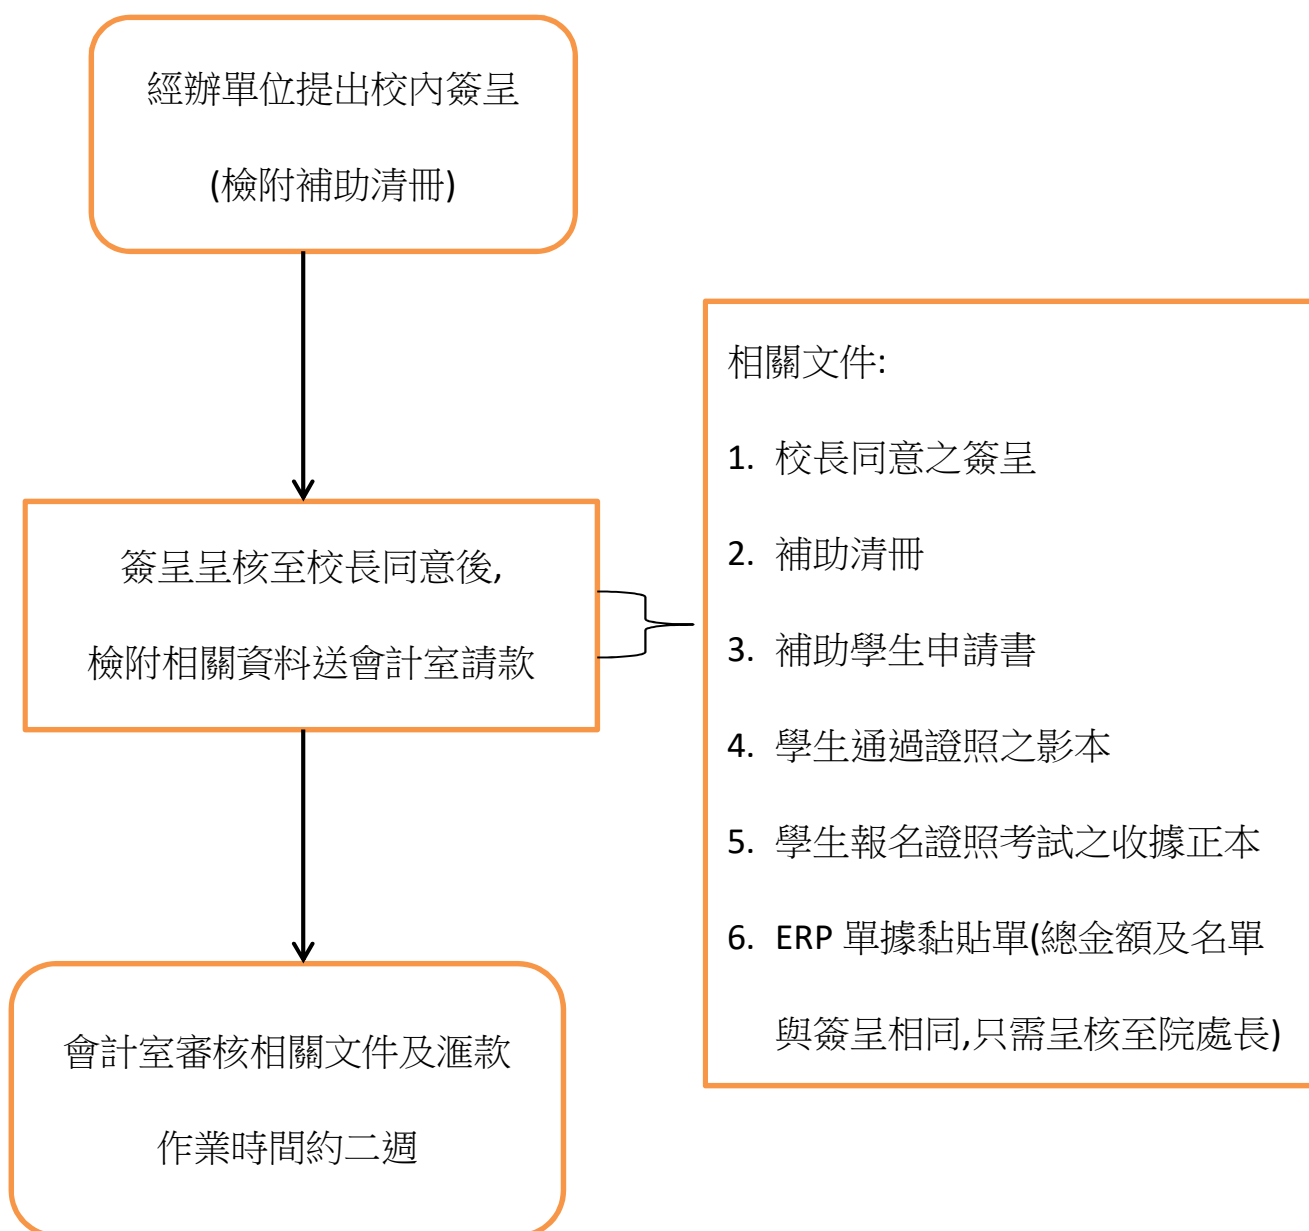 經辦單位提出校內簽呈
(檢附補助清冊)
簽呈呈核至校長同意後,
檢附相關資料送會計室請款
相關文件:
1. 校長同意之簽呈
2. 補助清冊
3. 補助學生申請書
4. 學生通過證照之影本
5. 學生報名證照考試之收據正本
6. ERP 單據黏貼單(總金額及名單
與簽呈相同,只需呈核至院處長)
會計室審核相關文件及滙款
作業時間約二週